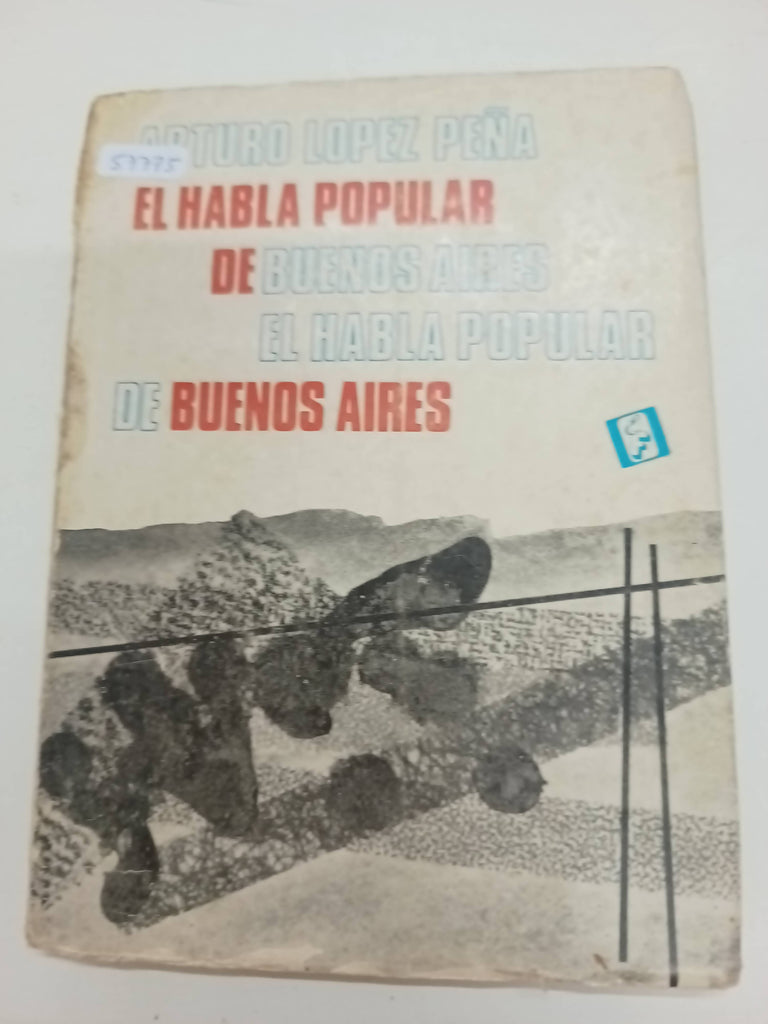 ARTURO LOPEZ PEÑA
57775
EL HABLA POPULAR
DE BUENOS AIRES
EL HABLA POPULAR
DE BUENOS AIRES